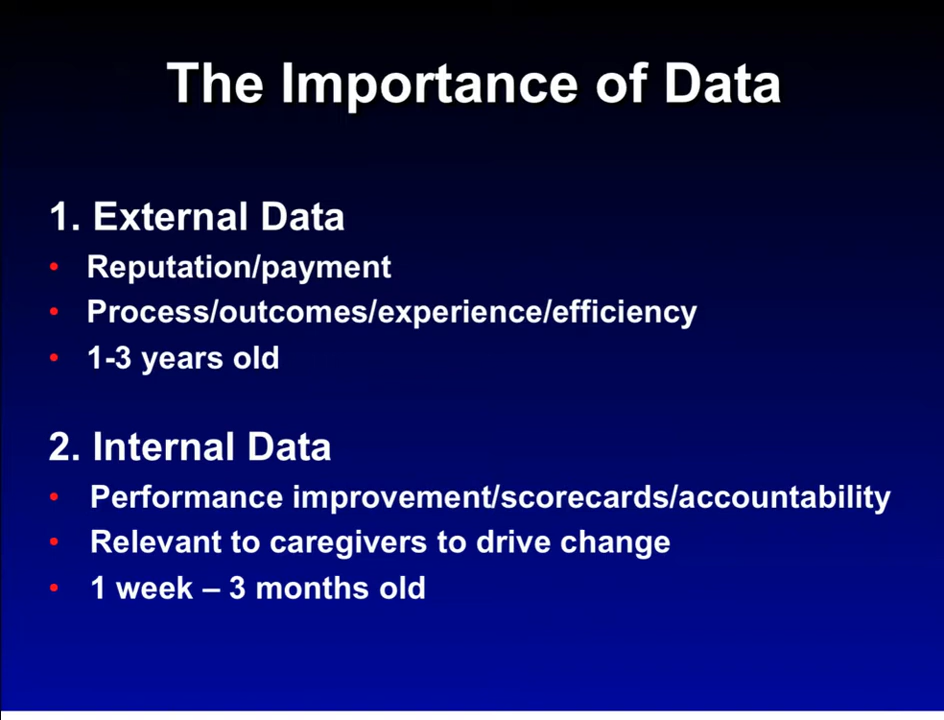 The Importance of Data
1. External Data
• Reputation/payment
• Process/outcomes/experience/efficiency
• 1-3 years old
2. Internal Data
• Performance improvement/scorecards/accountability
• Relevant to caregivers to drive change
• 1 week – 3 months old